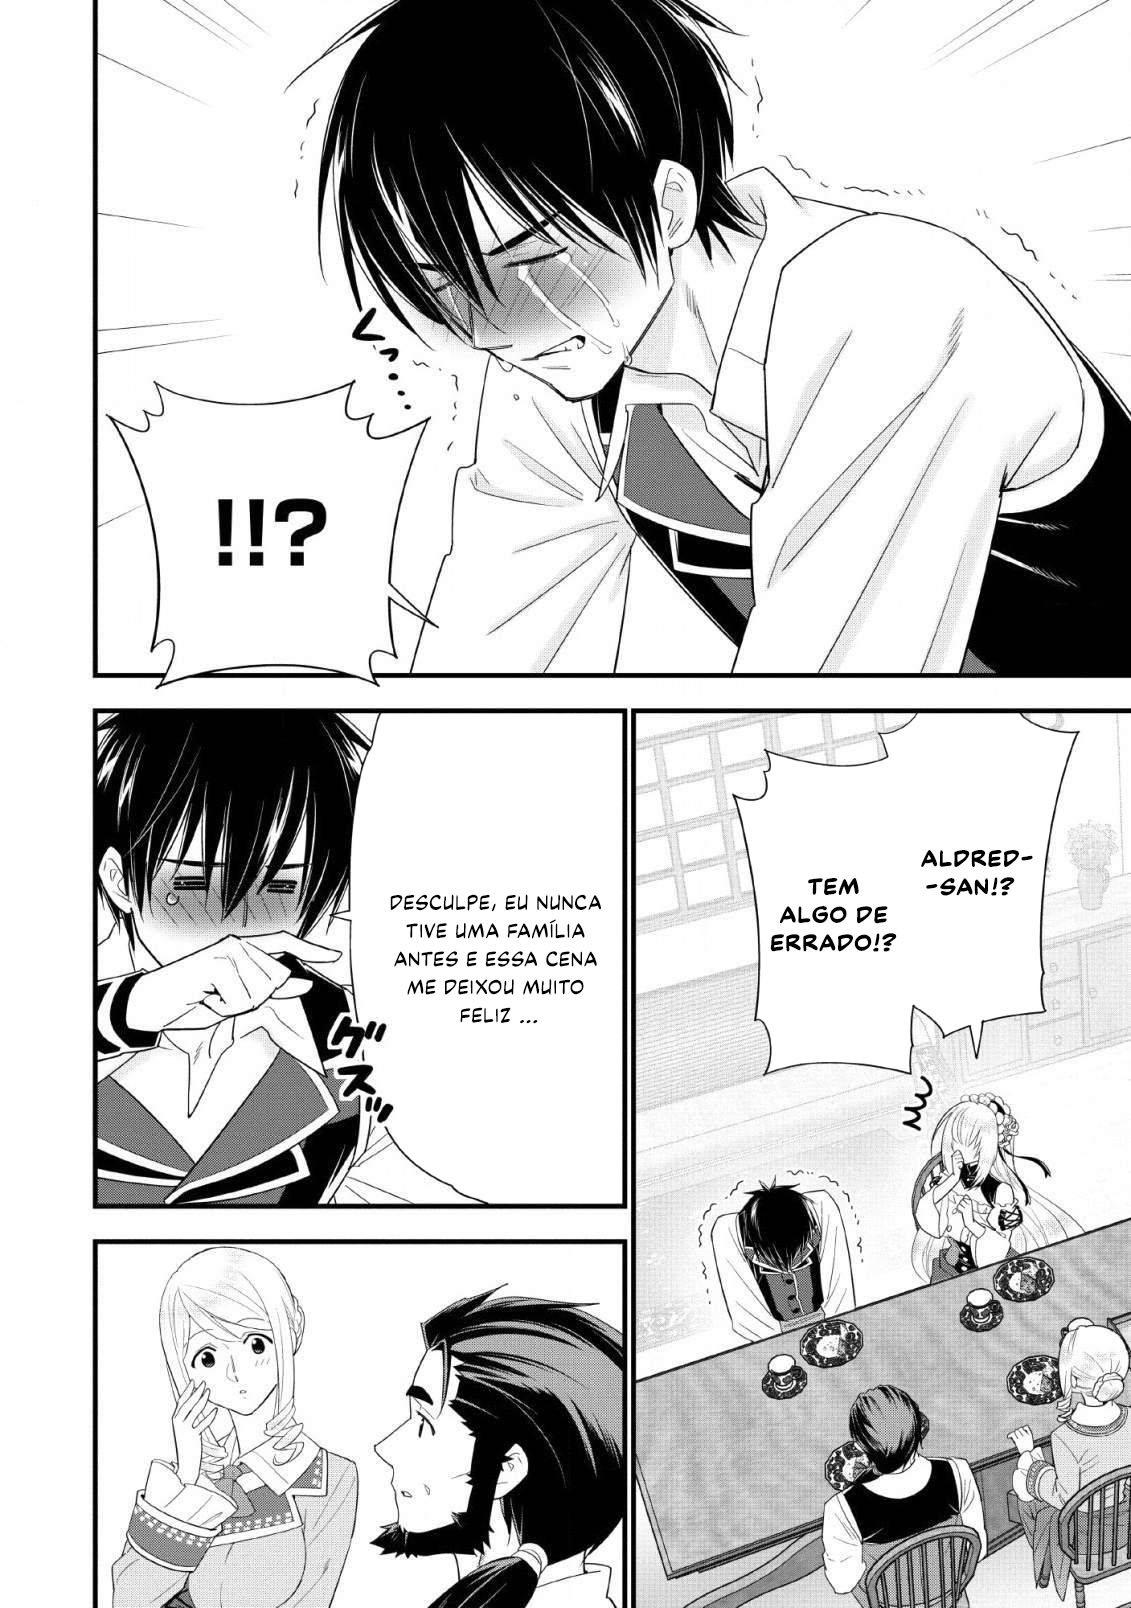 くっ…
!!?
ALDRED-
-SAN!?
TEM
ALGO DE
ERRADO!?
DESCULPE, EU NUNCA
TIVE UMA FAMÍLIA
ANTES E ESSA CENA
ME DEIXOU MUITO
FELIZ ...
グスッ